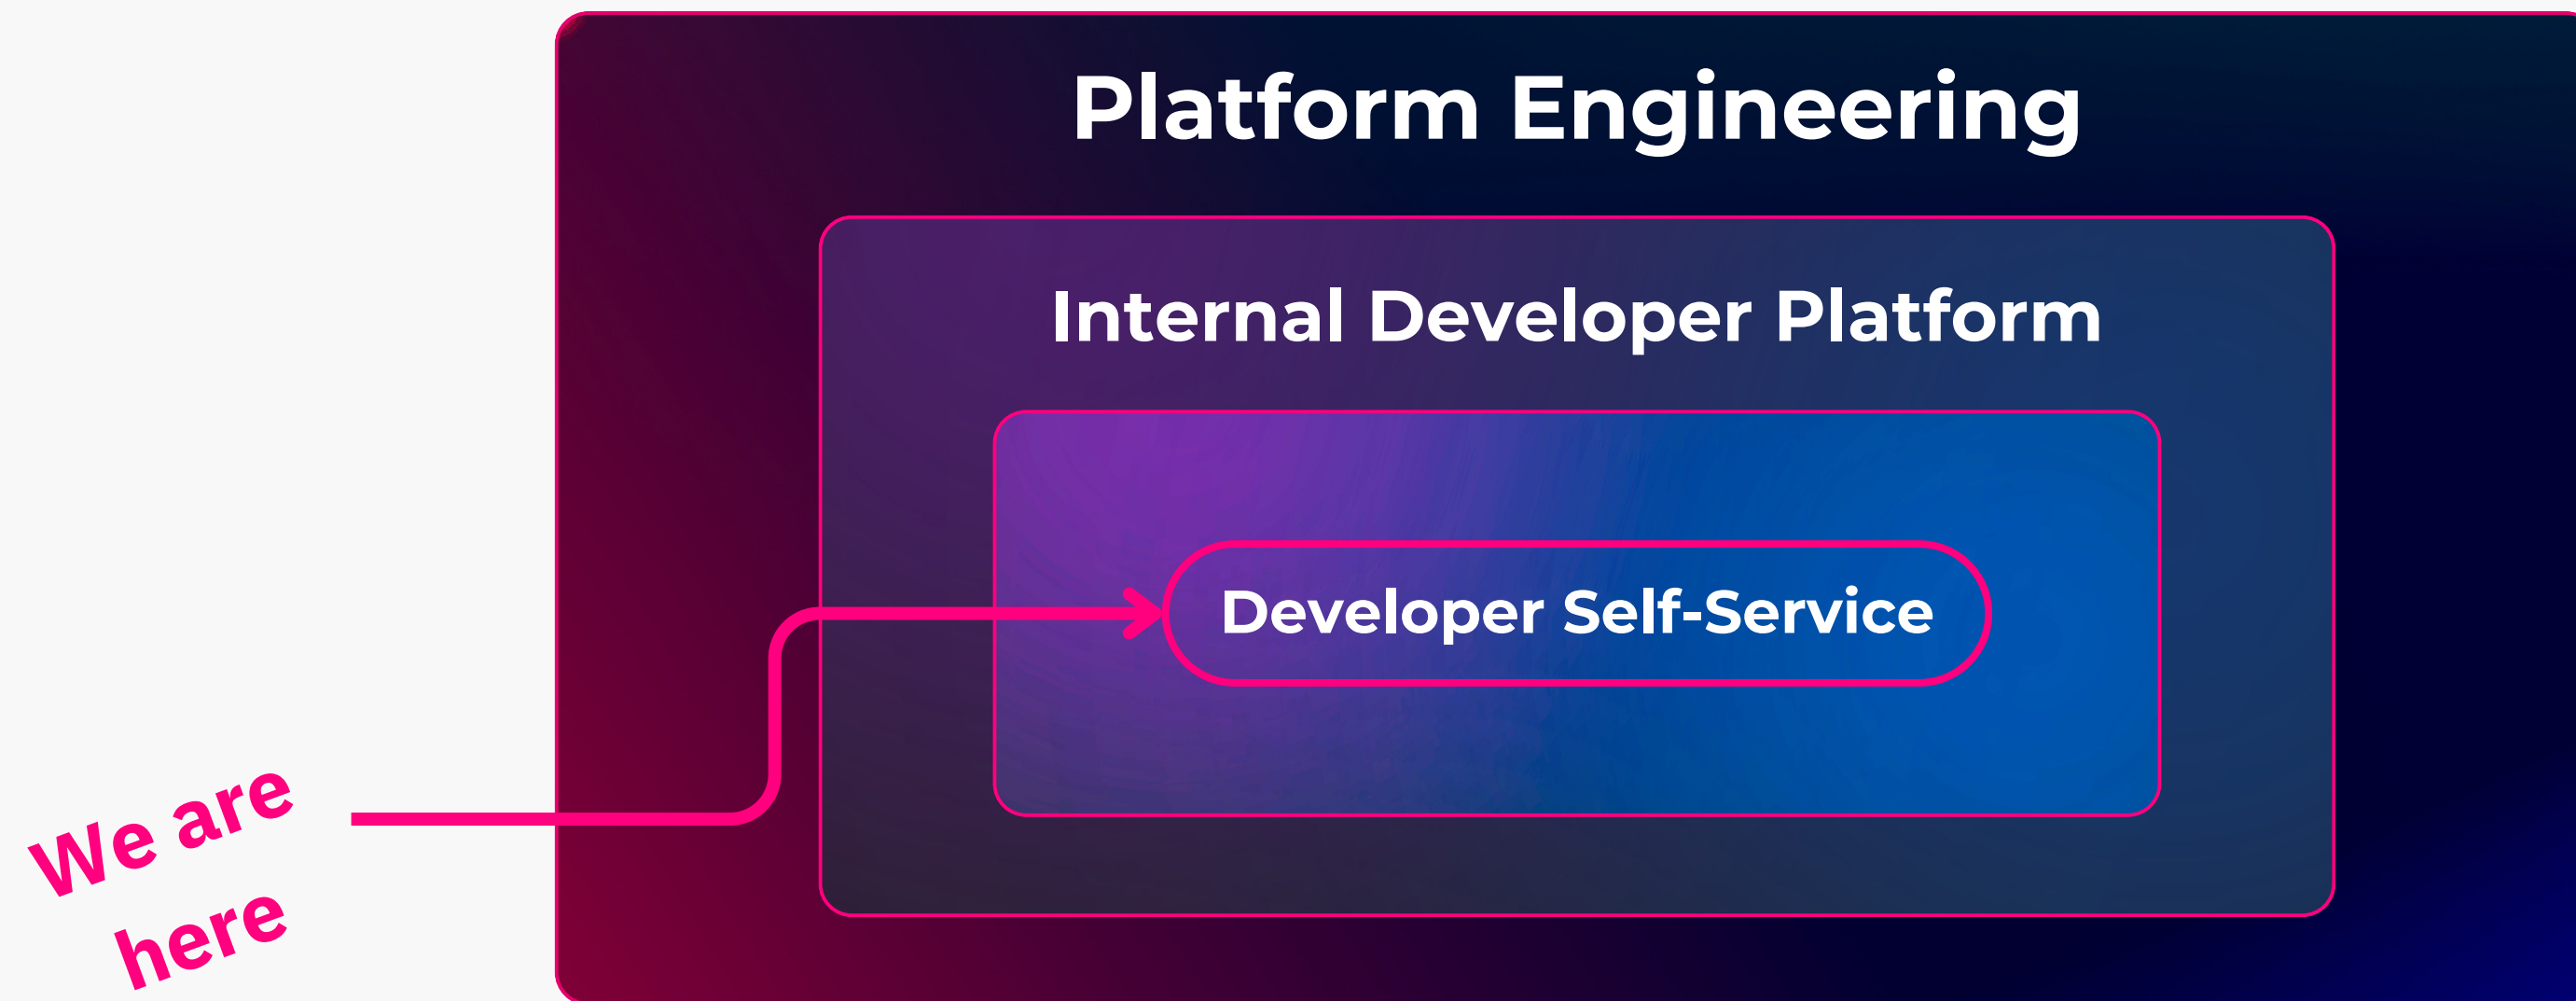 Platform Engineering
Internal Developer Platform
Developer Self-Service
We are
here